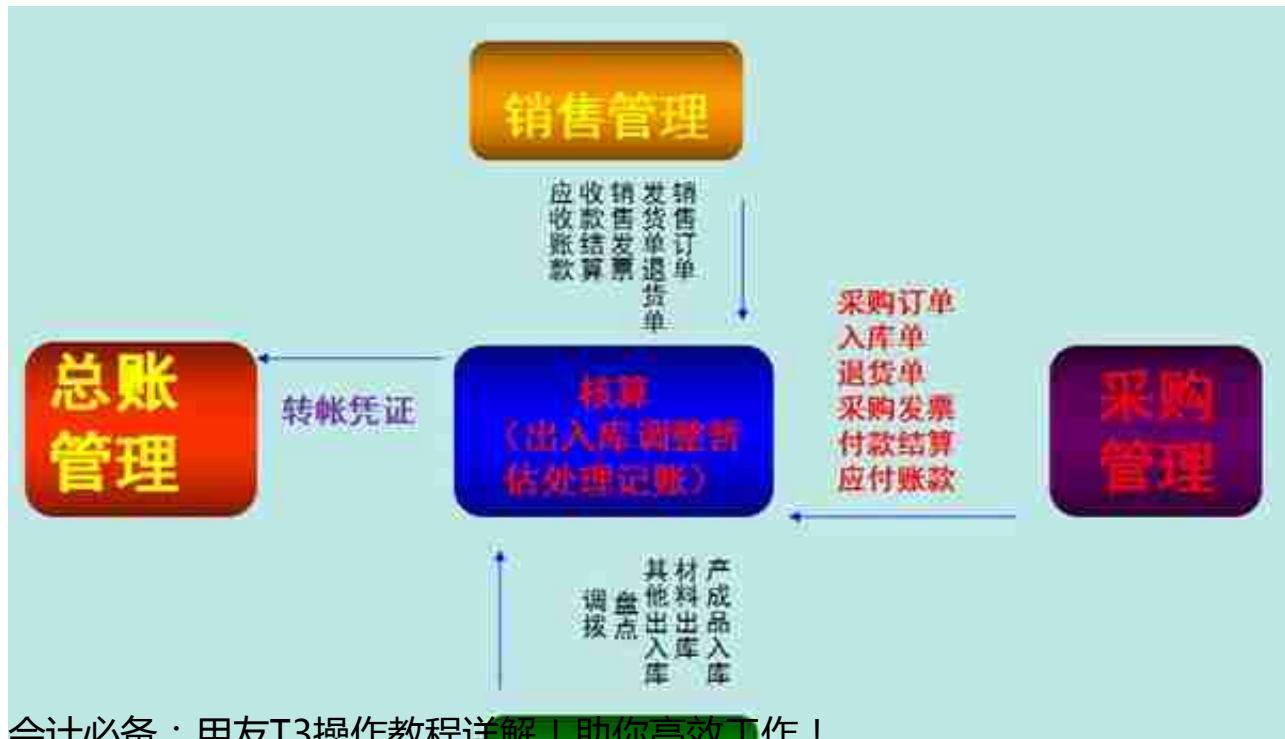 销售管理
销售订单
发货单退货单
销售发票
收款结算
应收账款
采购订单
入库单
退货单
采购发票
付款结算
应付账款
总账
管理
转帐凭证
核算
（出入库调整暂
估处理记账）
采购
管理
产成品入库
材料出库
其他出入库
盘点
调拨
会计必备：用友T3操作教程详解！助你高效工作！